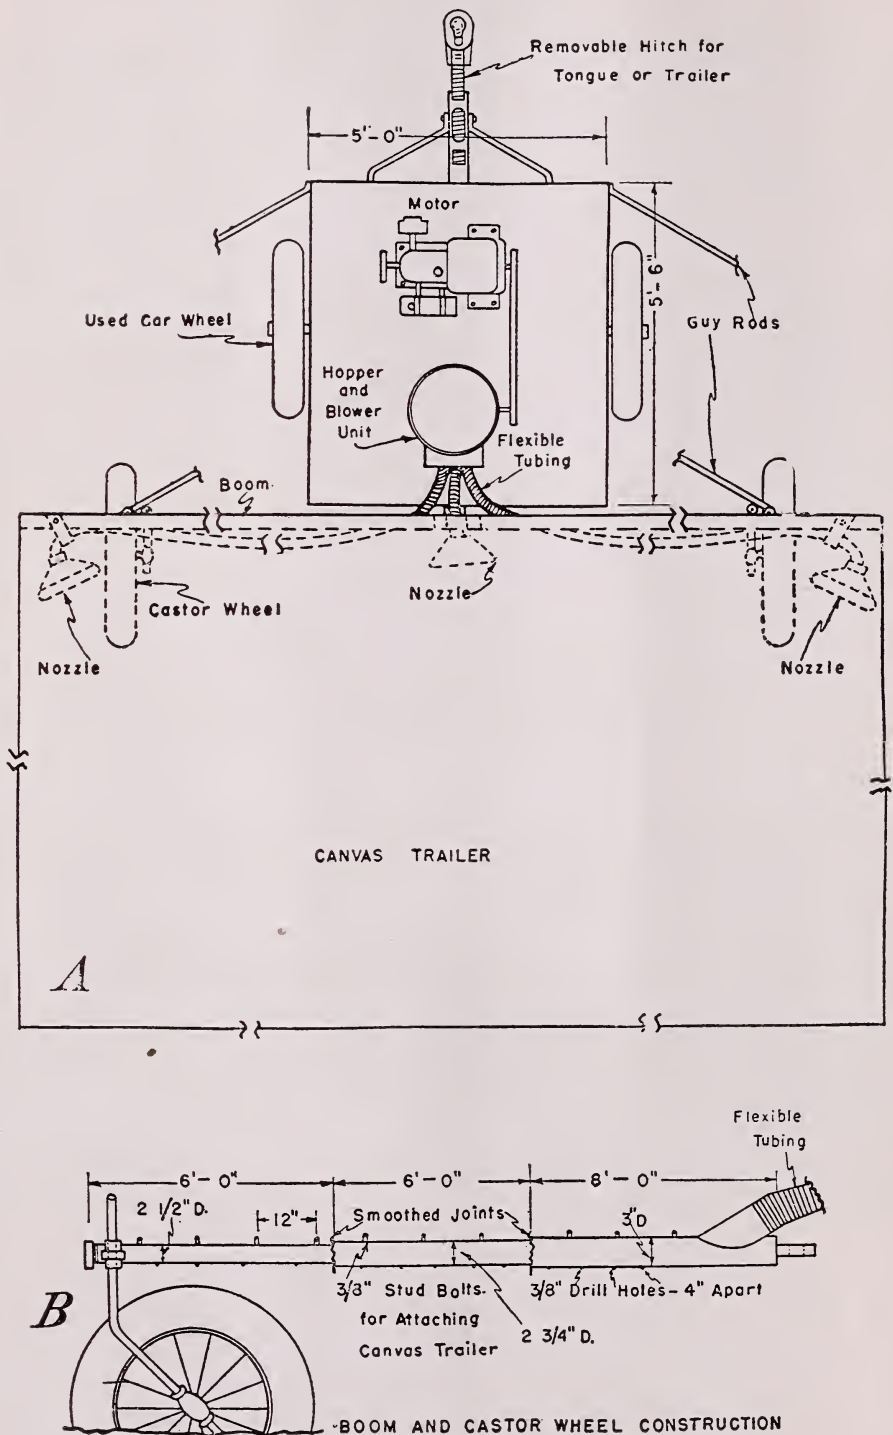 Removable Hitch for
Tongue or Trailer
5'-0"
Motor
5'-6"
Used Car Wheel
Guy Rods
Hopper
and
Blower
Unit
Flexible
Tubing
Boom
Nozzle
Castor Wheel
Nozzle
Nozzle
CANVAS TRAILER
A
Flexible
Tubing
6'-0"
6'-0"
8'-0"
2 1/2" D.
12"
Smoothed Joints
3"D
3/8" Stud Bolts
for Attaching
Canvas Trailer
3/8" Drill Holes-4" Apart
2 3/4" D.
B
BOOM AND CASTOR WHEEL CONSTRUCTION